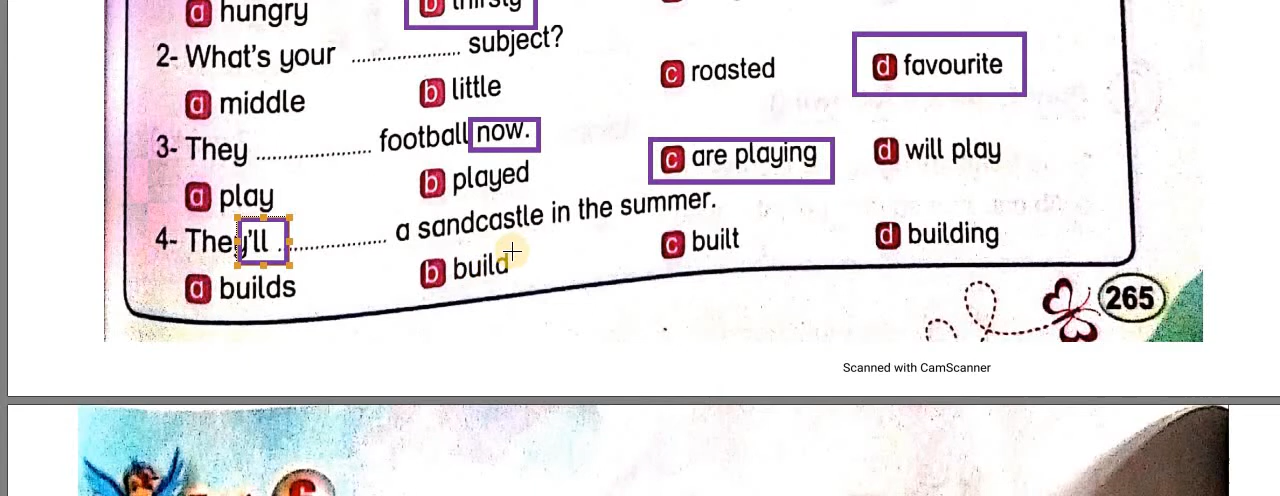 a hungry b thirsty
2- What's your .................... subject?
a middle b little c roasted d favourite
3- They .................... football now.
a play b played c are playing d will play
4- They'll .................... a sandcastle in the summer.
a builds b build c built d building
265
Scanned with CamScanner
6